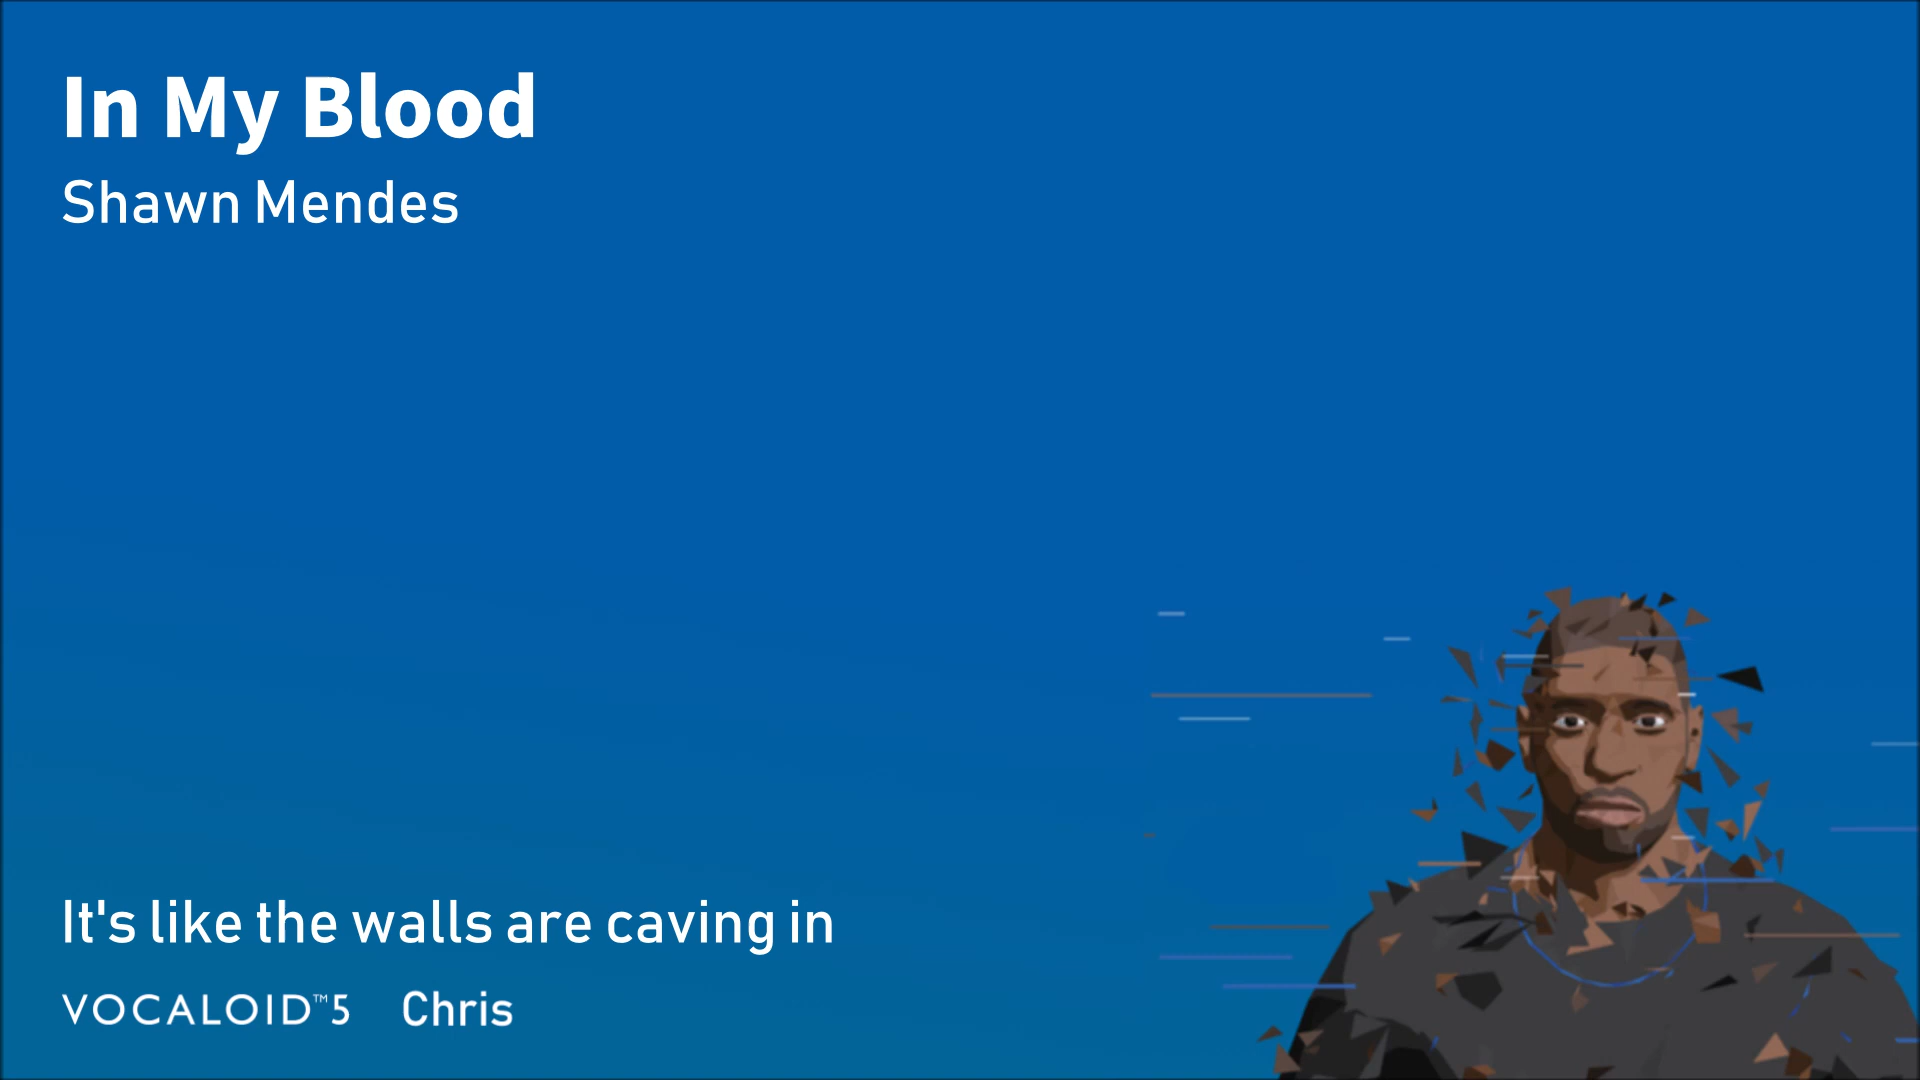 In My Blood
Shawn Mendes
It's like the walls are caving in
VOCALOID™5 Chris